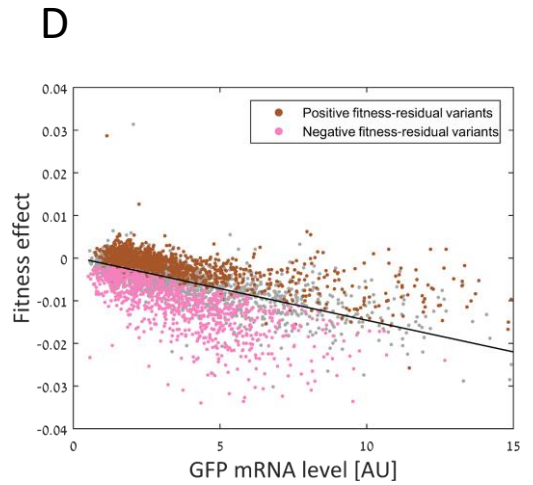 D
0.04
Positive fitness-residual variants
0.03
Negative fitness-residual variants
0.02
0.01
0
-0.01
-0.02
-0.03
-0.04
Fitness effect
0 5 10 15
GFP mRNA level [AU]